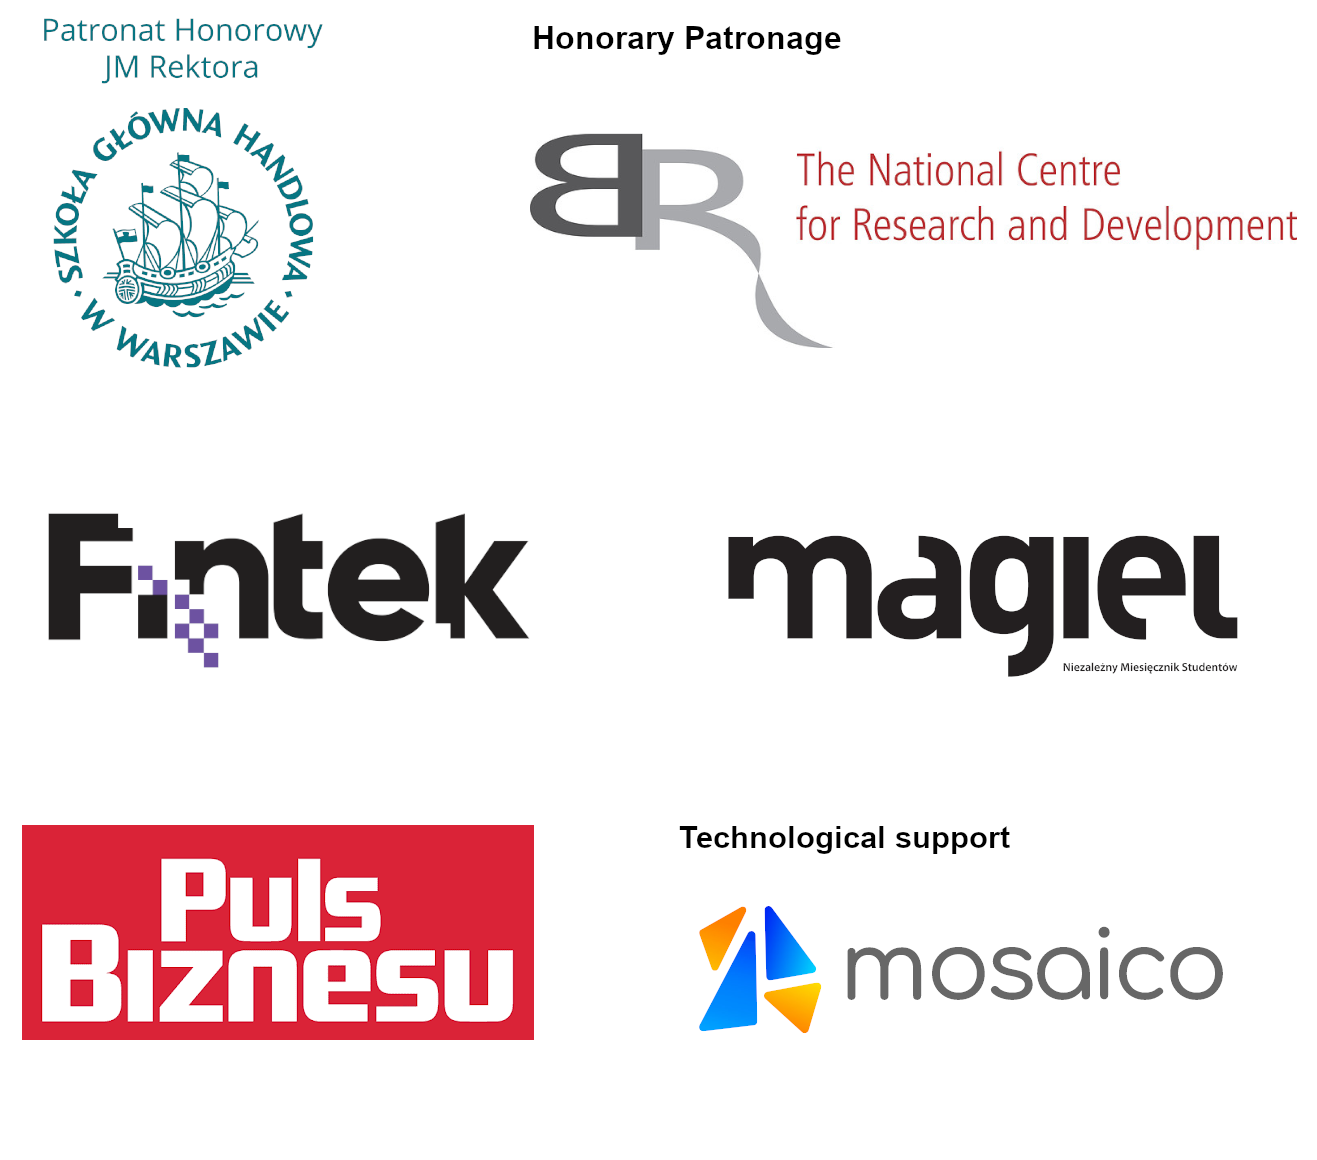 Patronat Honorowy
JM Rektora
SZKOŁA GŁÓWNA HANDLOWA
· W WARSZAWIE ·
Honorary Patronage
BR
The National Centre
for Research and Development
Fintek
magiel
Niezależny Miesięcznik Studentów
Puls
Biznesu
Technological support
mosaico